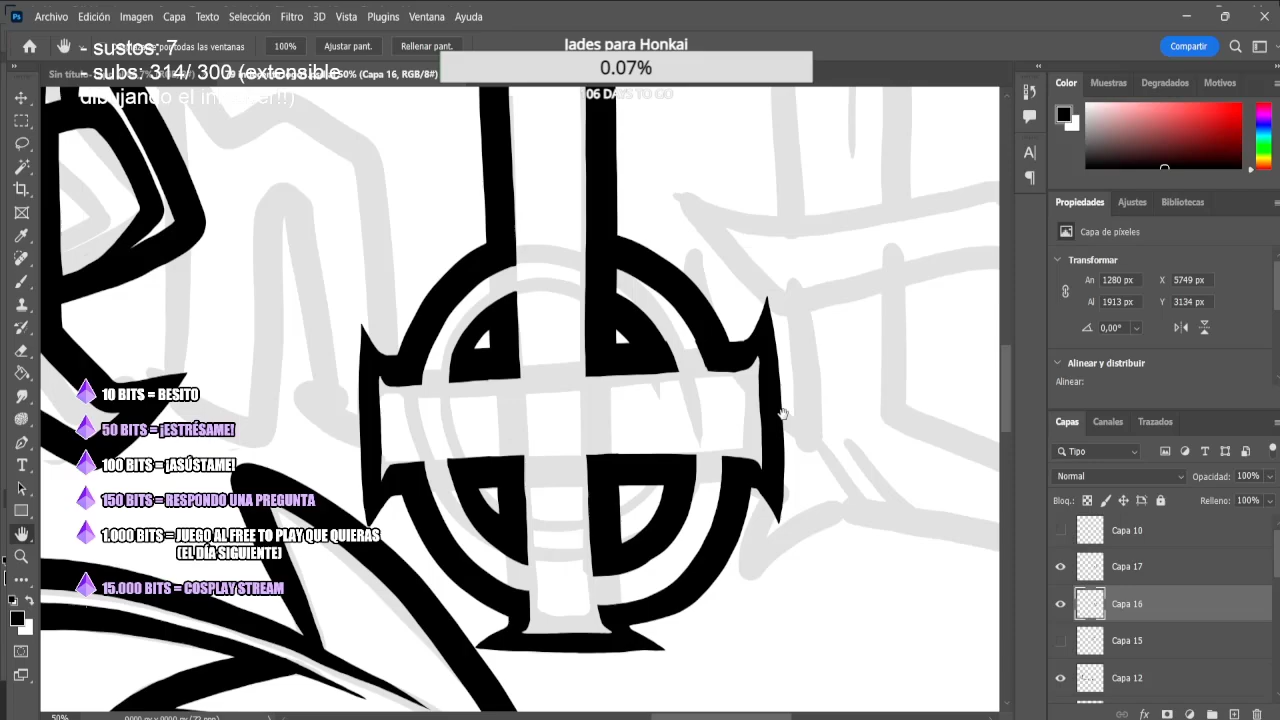 Archivo Edición Imagen Capa Texto Selección Filtro 3D Vista Plugins Ventana Ayuda
todas las ventanas 100% Ajustar pant. Rellenar pant. Compartir
- sustos: 7
Jades para Honkai
0.07%
06 DAYS TO GO
- subs: 314/ 300 (extensible
dibujando el
Color Muestras Degradados Motivos
Propiedades Ajustes Bibliotecas
Capa de píxeles
Transformar
An 1280 px X 5749 px
Al 1913 px Y 3134 px
0,00°
Alinear y distribuir
Alinear:
10 BITS = BESITO
50 BITS = ¡ESTRÉSAME!
100 BITS = ¡ASÚSTAME!
150 BITS = RESPONDO UNA PREGUNTA
1.000 BITS = JUEGO AL FREE TO PLAY QUE QUIERAS
(EL DÍA SIGUIENTE)
15.000 BITS = COSPLAY STREAM
Capas Canales Trazados
Tipo
Normal Opacidad: 100%
Bloq.: Relleno: 100%
Capa 10
Capa 17
Capa 16
Capa 15
Capa 12
50%